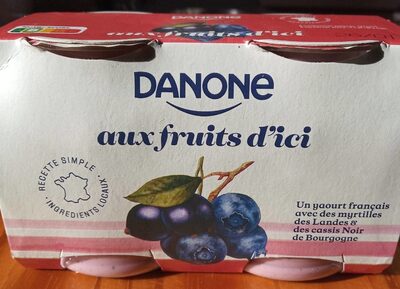 DANONE
aux fruits d'ici
RECETTE SIMPLE
INGREDIENTS LOCAUX
Un yaourt français
avec des myrtilles
des Landes &
des cassis Noir
de Bourgogne